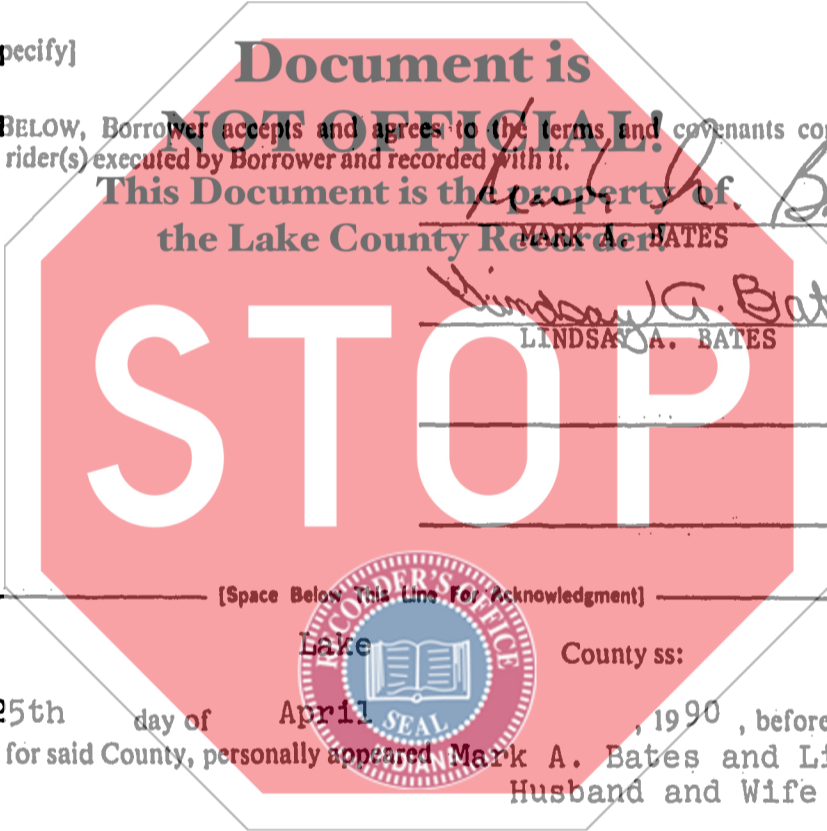 pecify]
Document is
NOT OFFICIAL!
BELOW, Borrower accepts and agrees to the terms and covenants
rider(s) executed by Borrower and recorded with it.
This Document is the property of
the Lake County Recorder!
MARK A. BATES
Lindsay A. Bat
LINDSAY A. BATES
STOP
[Space Below This Line For Acknowledgment]
RECORDER'S OFFICE
Lake County ss:
SEAL
INDIANA
25th day of April , 1990 , before
for said County, personally appeared Mark A. Bates and Li
Husband and Wife